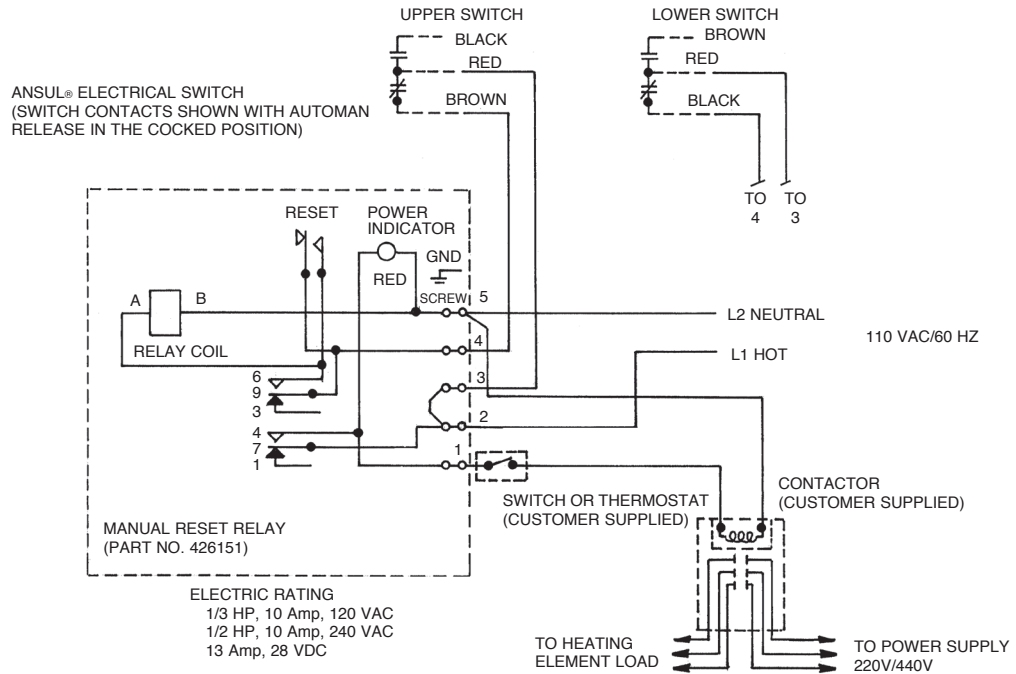 UPPER SWITCH
BLACK
RED
BROWN
LOWER SWITCH
BROWN
RED
BLACK
TO
4
TO
3
ANSUL® ELECTRICAL SWITCH
(SWITCH CONTACTS SHOWN WITH AUTOMAN
RELEASE IN THE COCKED POSITION)
RESET
POWER
INDICATOR
RED
GND
SCREW
5
A
B
RELAY COIL
4
3
2
1
6
9
3
4
7
1
L2 NEUTRAL
L1 HOT
110 VAC/60 HZ
SWITCH OR THERMOSTAT
(CUSTOMER SUPPLIED)
CONTACTOR
(CUSTOMER SUPPLIED)
MANUAL RESET RELAY
(PART NO. 426151)
ELECTRIC RATING
1/3 HP, 10 Amp, 120 VAC
1/2 HP, 10 Amp, 240 VAC
13 Amp, 28 VDC
TO HEATING
ELEMENT LOAD
TO POWER SUPPLY
220V/440V